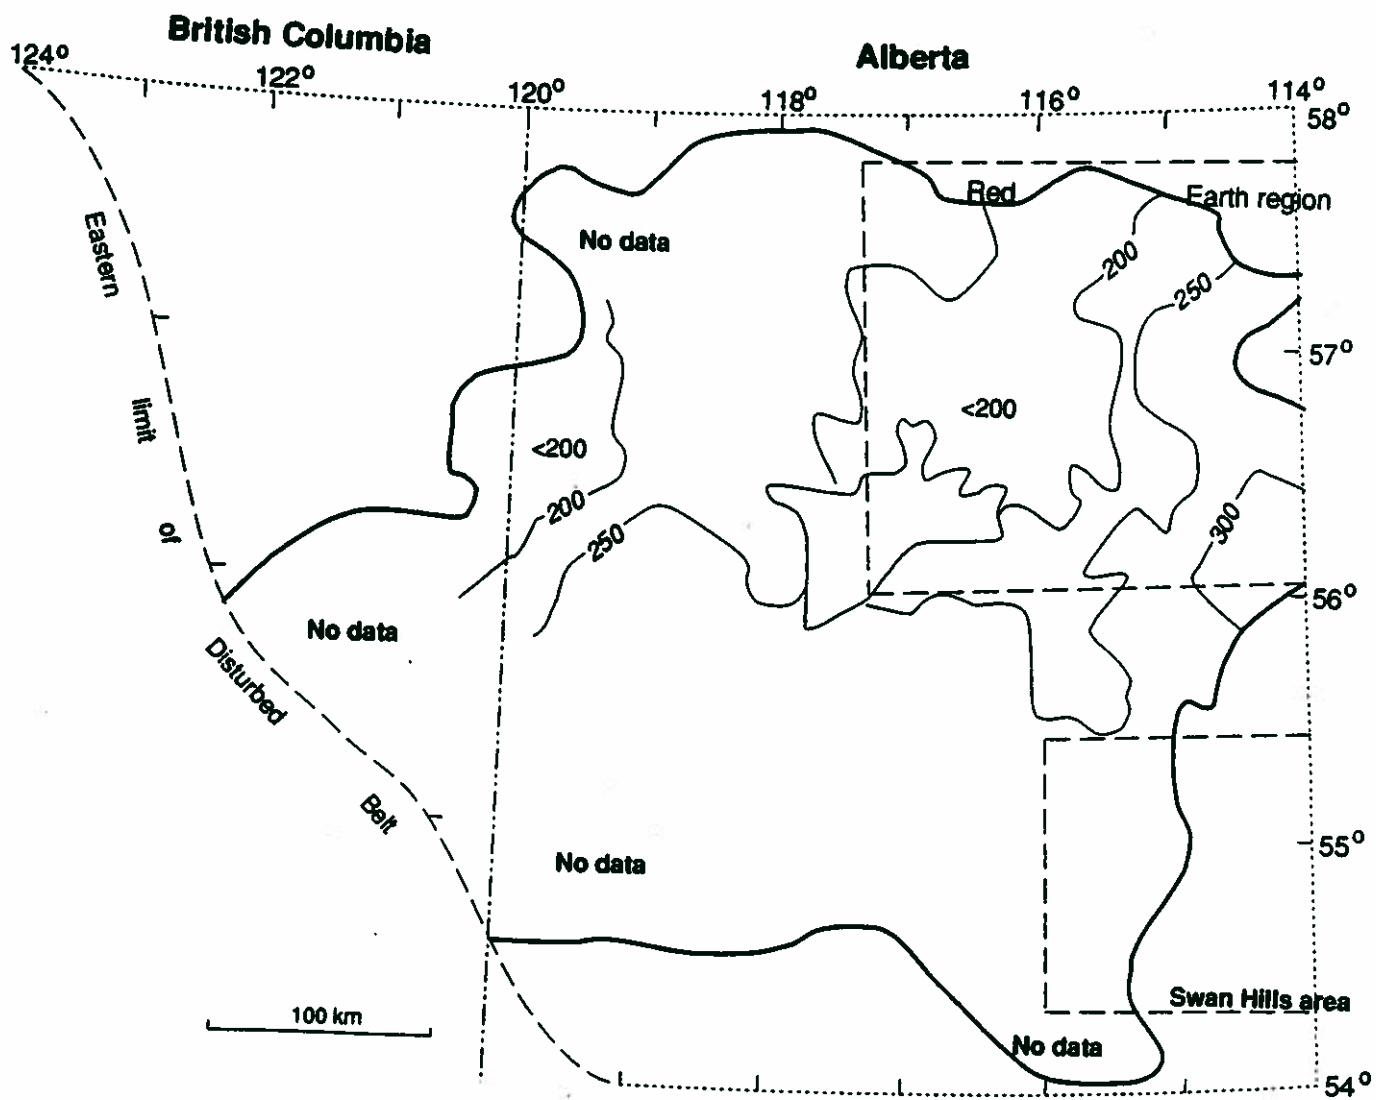 British Columbia
Alberta
124°
122°
120°
118°
116°
114°
58°
Red Earth region
No data
Eastern limit of Disturbed Belt
200
250
57°
<200
<200
200
250
300
56°
No data
55°
No data
Swan Hills area
100 km
No data
54°